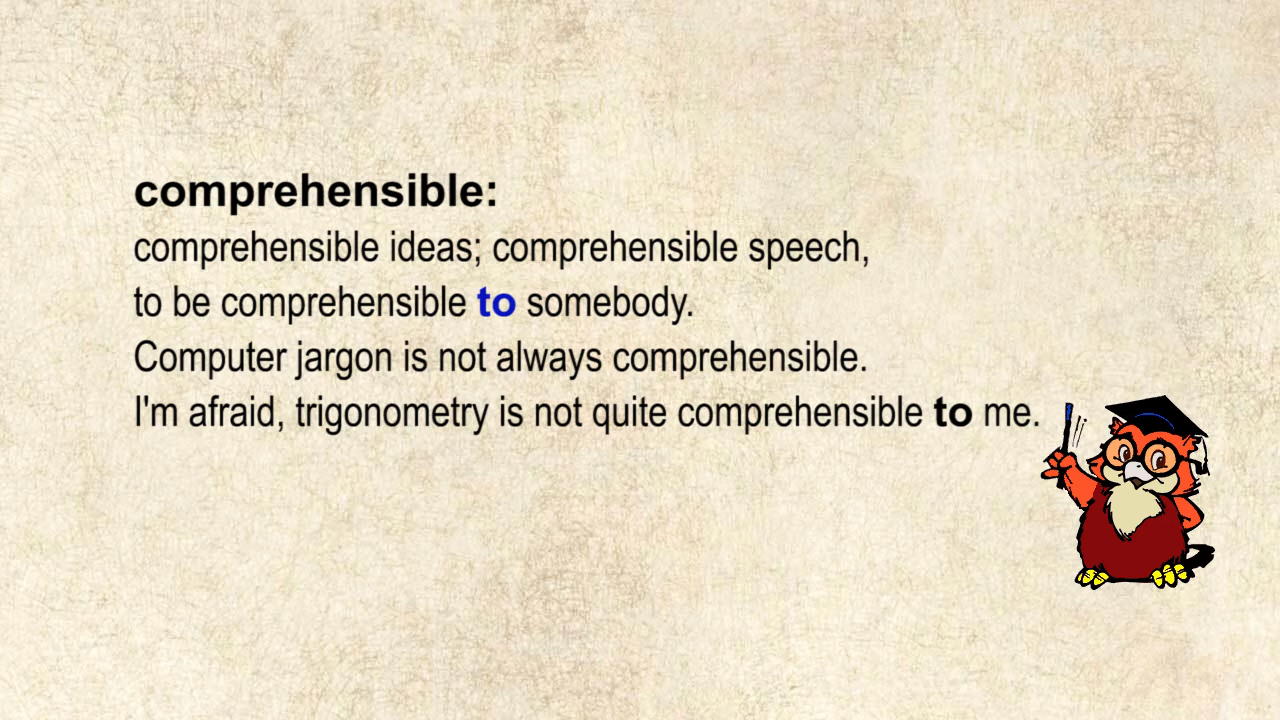 comprehensible:
comprehensible ideas; comprehensible speech,
to be comprehensible to somebody.
Computer jargon is not always comprehensible.
I'm afraid, trigonometry is not quite comprehensible to me.